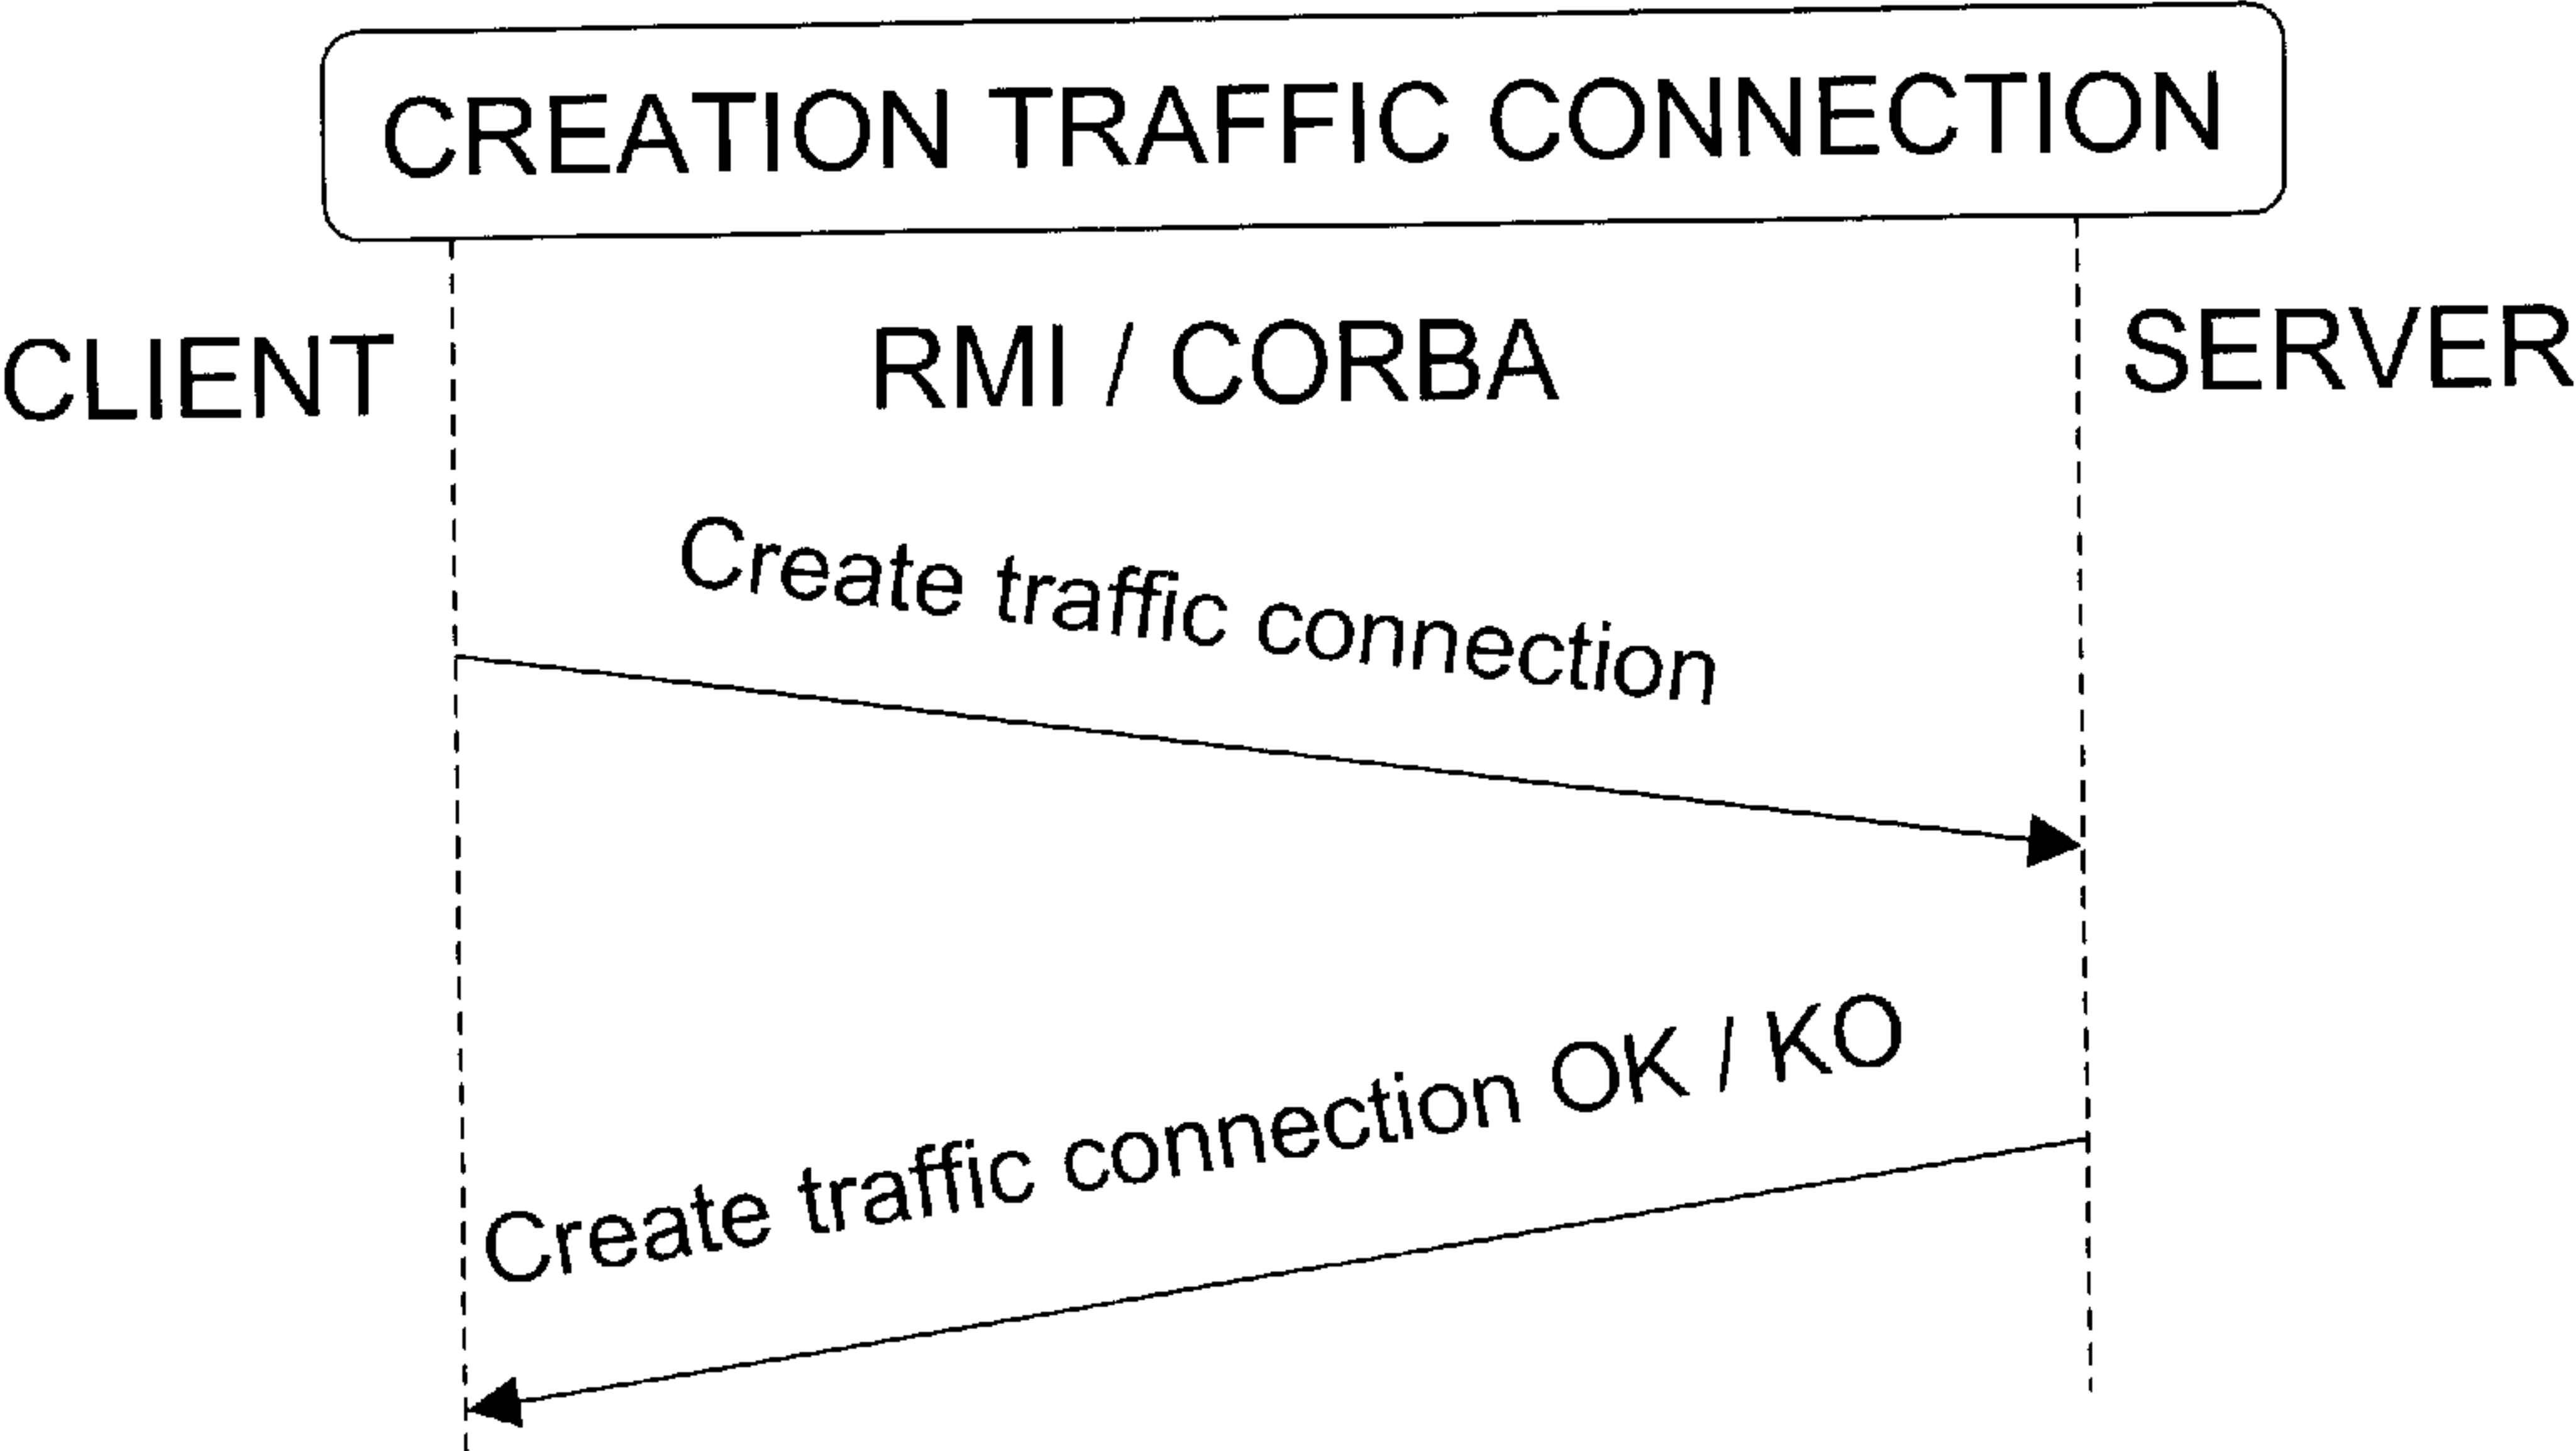 CREATION TRAFFIC CONNECTION
CLIENT
RMI / CORBA
SERVER
Create traffic connection
Create traffic connection OK / KO